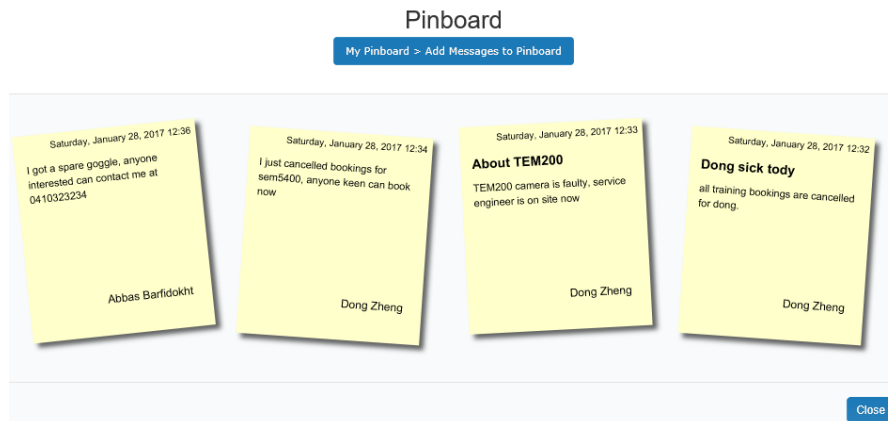 Pinboard
My Pinboard > Add Messages to Pinboard
Saturday, January 28, 2017 12:36
I got a spare goggle, anyone
interested can contact me at
0410323234
Abbas Barfidokht
Saturday, January 28, 2017 12:34
I just cancelled bookings for
sem5400, anyone keen can book
now
Dong Zheng
Saturday, January 28, 2017 12:33
About TEM200
TEM200 camera is faulty, service
engineer is on site now
Dong Zheng
Saturday, January 28, 2017 12:32
Dong sick tody
all training bookings are cancelled
for dong.
Dong Zheng
Close